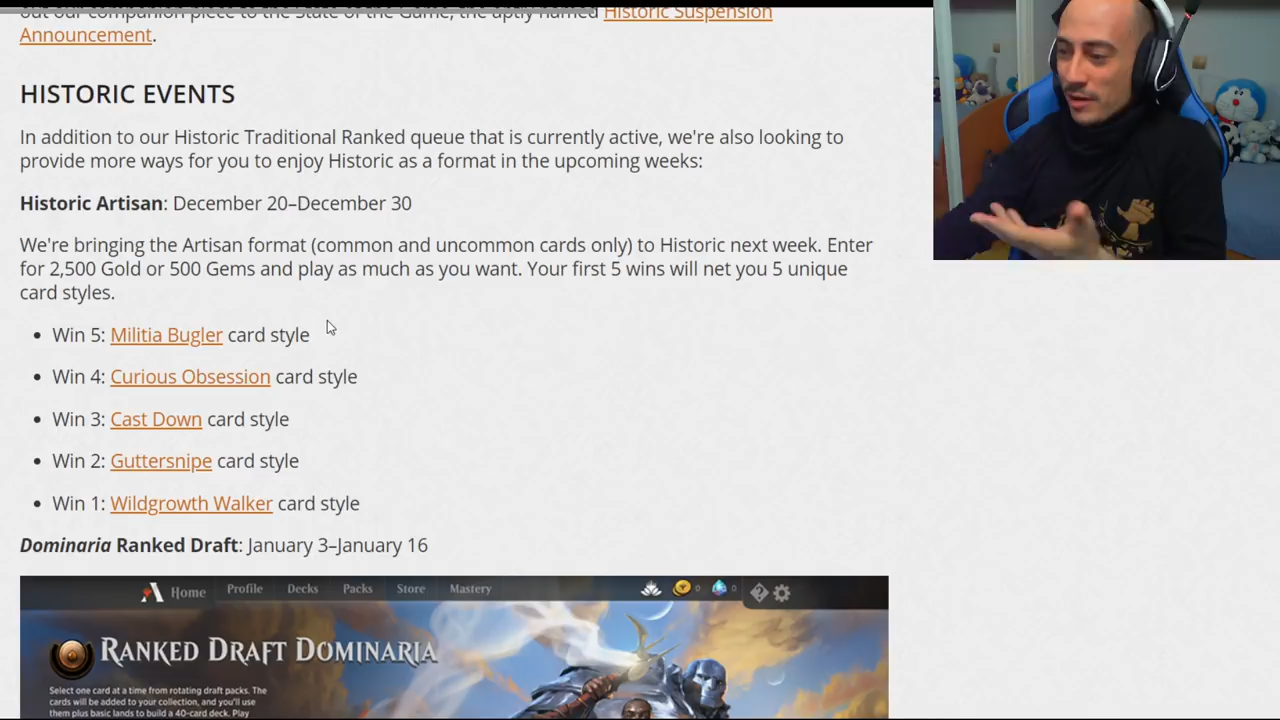 out our companion piece to the State of the Game, the aptly named Historic Suspension
Announcement.
HISTORIC EVENTS
In addition to our Historic Traditional Ranked queue that is currently active, we're also looking to
provide more ways for you to enjoy Historic as a format in the upcoming weeks:
Historic Artisan: December 20–December 30
We're bringing the Artisan format (common and uncommon cards only) to Historic next week. Enter
for 2,500 Gold or 500 Gems and play as much as you want. Your first 5 wins will net you 5 unique
card styles.
• Win 5: Militia Bugler card style
• Win 4: Curious Obsession card style
• Win 3: Cast Down card style
• Win 2: Guttersnipe card style
• Win 1: Wildgrowth Walker card style
Dominaria Ranked Draft: January 3–January 16
Home Profile Decks Packs Store Mastery 0 0
RANKED DRAFT DOMINARIA
Select one card at a time from rotating draft packs. The
cards will be added to your collection, and you'll use
them plus basic lands to build a 40-card deck. Play